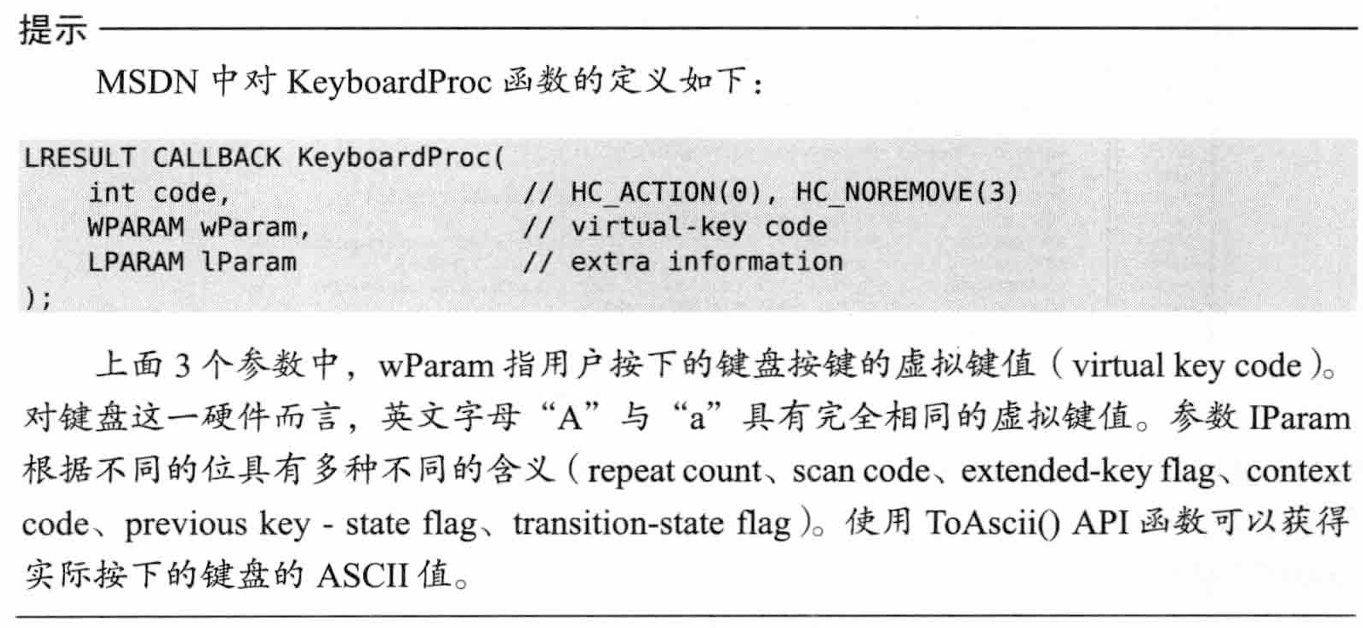 提示
MSDN 中对 KeyboardProc 函数的定义如下：
LRESULT CALLBACK KeyboardProc(
    int code,                  // HC_ACTION(0), HC_NOREMOVE(3)
    WPARAM wParam,             // virtual-key code
    LPARAM lParam              // extra information
);
上面 3 个参数中，wParam 指用户按下的键盘按键的虚拟键值（virtual key code）。
对键盘这一硬件而言，英文字母“A”与“a”具有完全相同的虚拟键值。参数 IParam
根据不同的位具有多种不同的含义（repeat count、scan code、extended-key flag、context
code、previous key - state flag、transition-state flag）。使用 ToAscii() API 函数可以获得
实际按下的键盘的 ASCII 值。